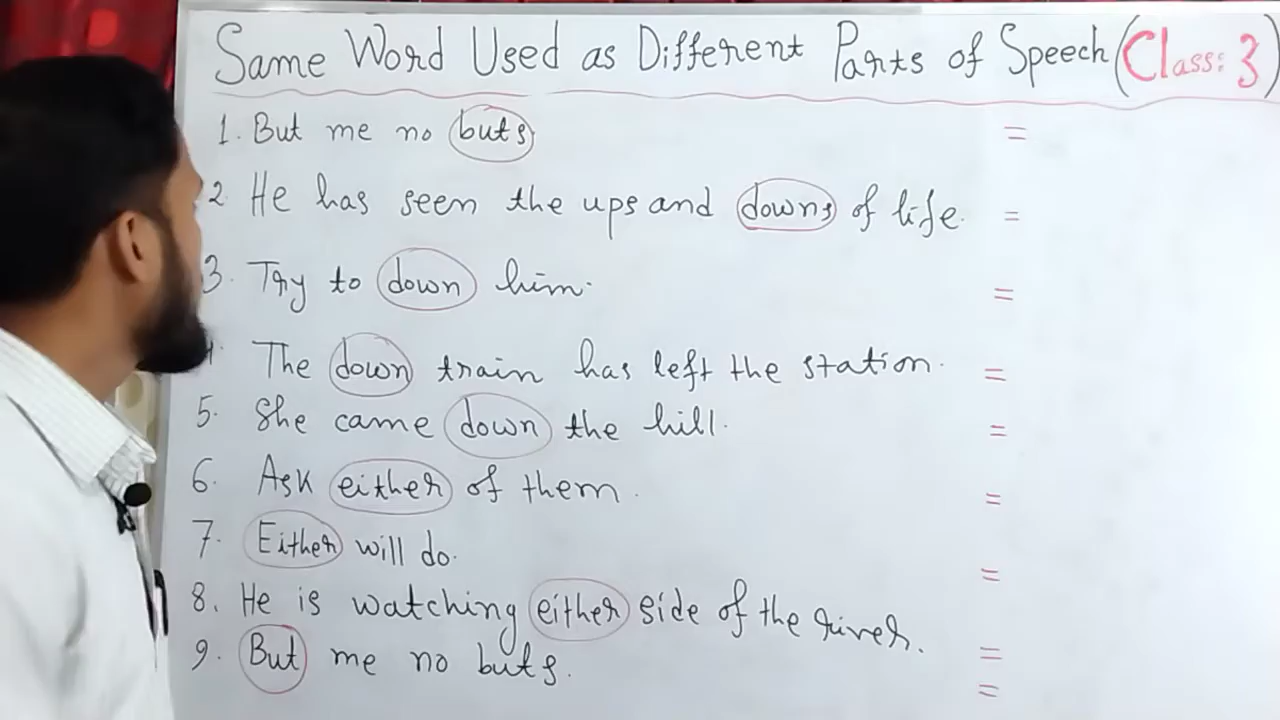 Same Word Used as Different Parts of Speech (Class: 3)
1. But me no buts =
2. He has seen the ups and downs of life. =
3. Try to down him. =
4. The down train has left the station. =
5. She came down the hill. =
6. Ask either of them. =
7. Either will do. =
8. He is watching either side of the river. =
9. But me no buts. =